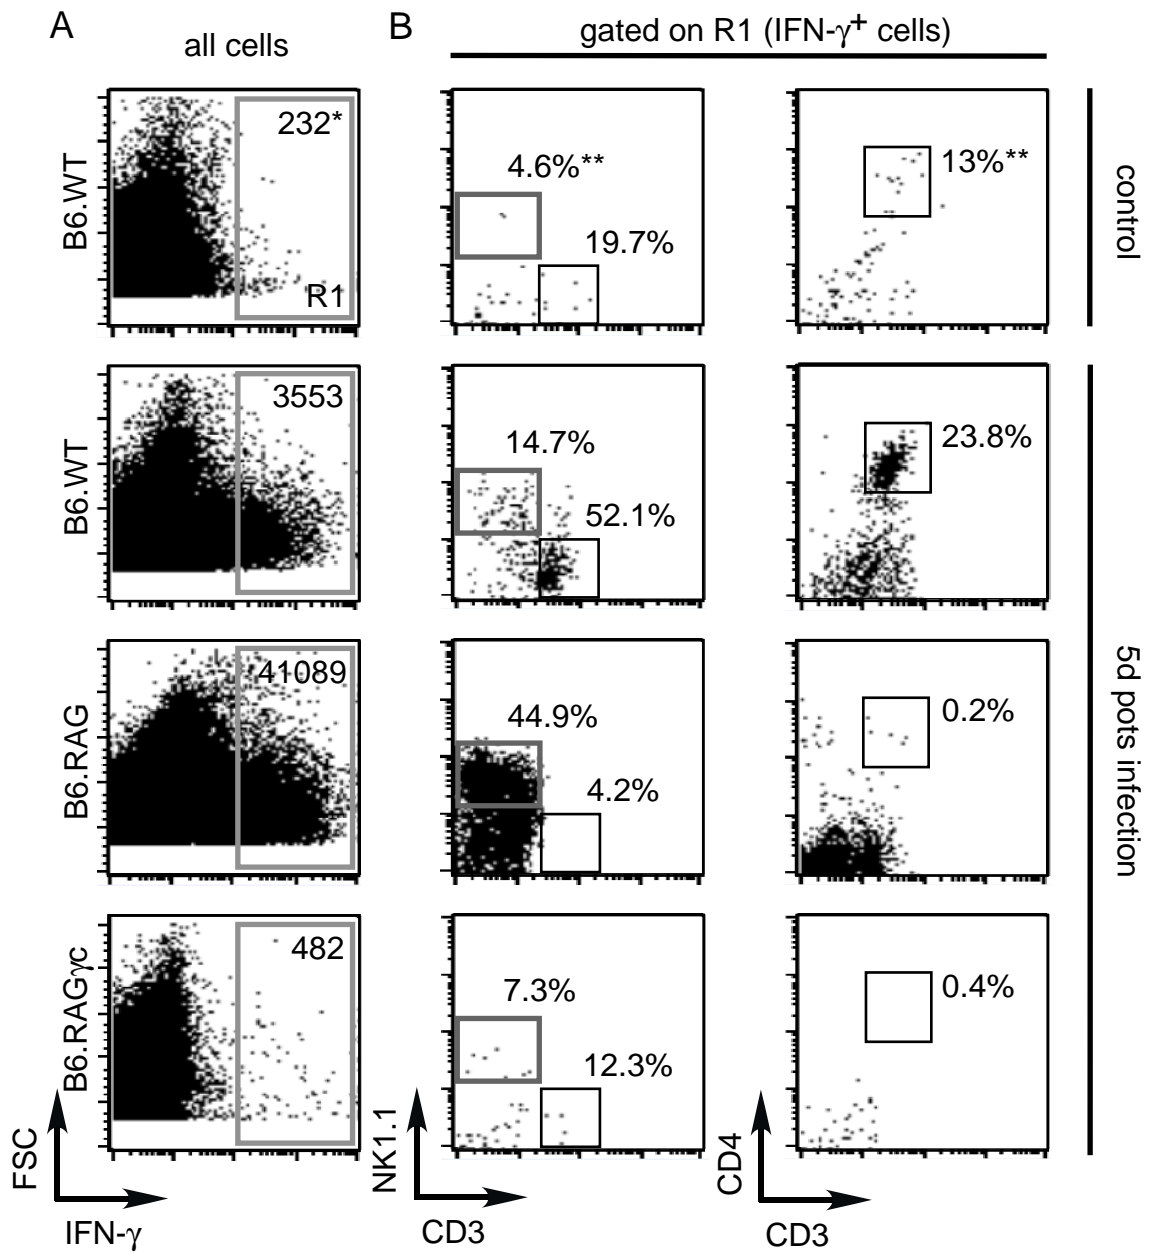 A
B
all cells
gated on R1 (IFN-γ+ cells)
B6.WT
232*
R1
4.6%**
19.7%
13%**
control
B6.WT
3553
14.7%
52.1%
23.8%
5d pots infection
B6.RAG
41089
44.9%
4.2%
0.2%
B6.RAGγc
482
7.3%
12.3%
0.4%
FSC
IFN-γ
NK1.1
CD3
CD4
CD3